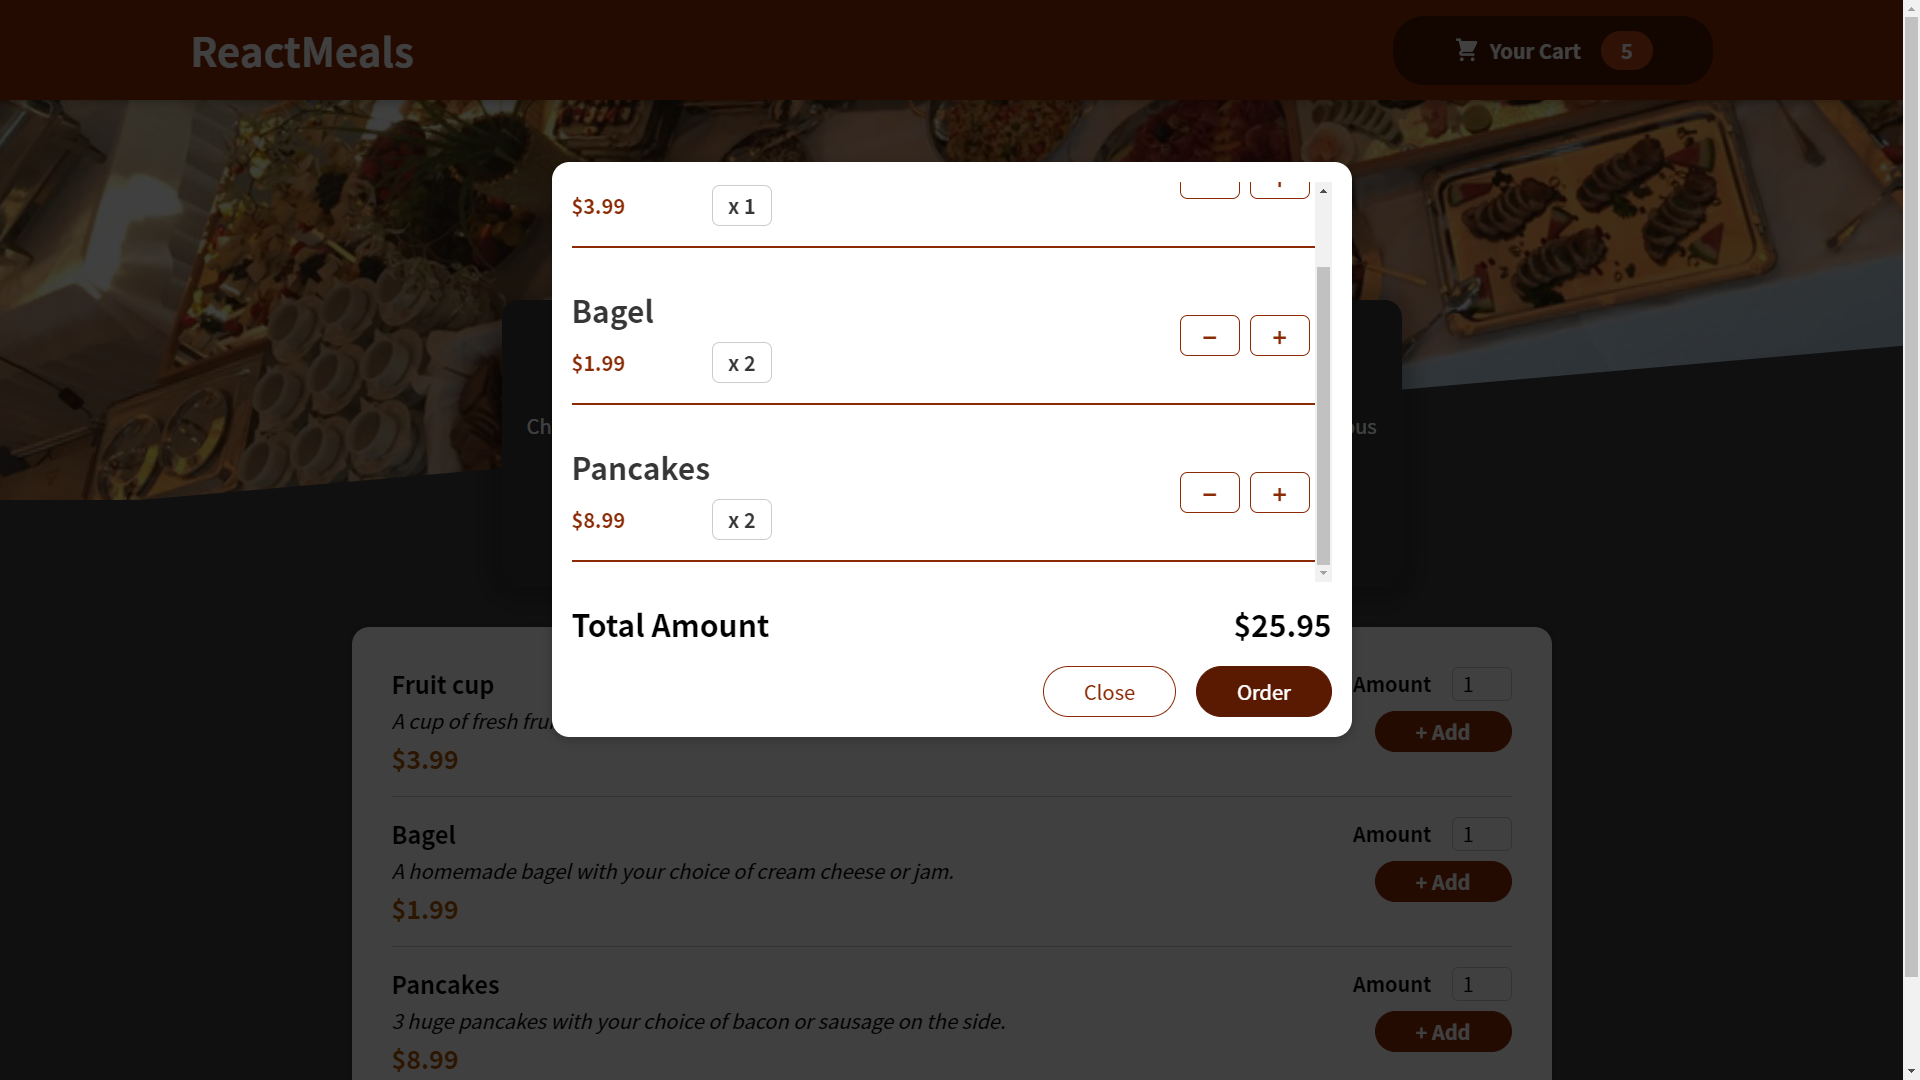 ReactMeals
Your Cart 5
$3.99 x 1
Bagel
$1.99 x 2
− +
Pancakes
$8.99 x 2
− +
Total Amount $25.95
Close Order
Fruit cup
A cup of fresh
$3.99
Amount 1
+ Add
Bagel
A homemade bagel with your choice of cream cheese or jam.
$1.99
Amount 1
+ Add
Pancakes
3 huge pancakes with your choice of bacon or sausage on the side.
$8.99
Amount 1
+ Add